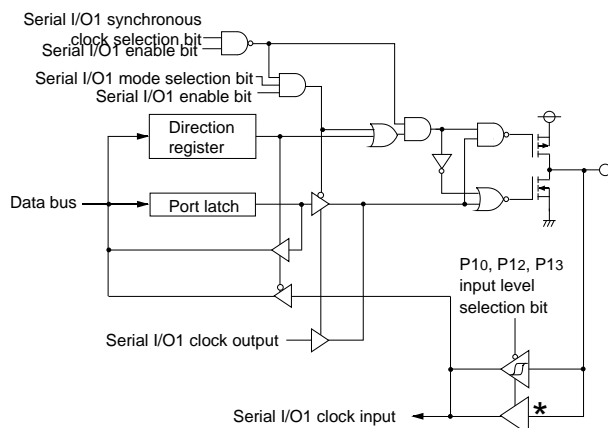 Serial I/O1 synchronous
clock selection bit
Serial I/O1 enable bit
Serial I/O1 mode selection bit
Serial I/O1 enable bit
Direction
register
Data bus
Port latch
P10, P12, P13
input level
selection bit
Serial I/O1 clock output
Serial I/O1 clock input
*